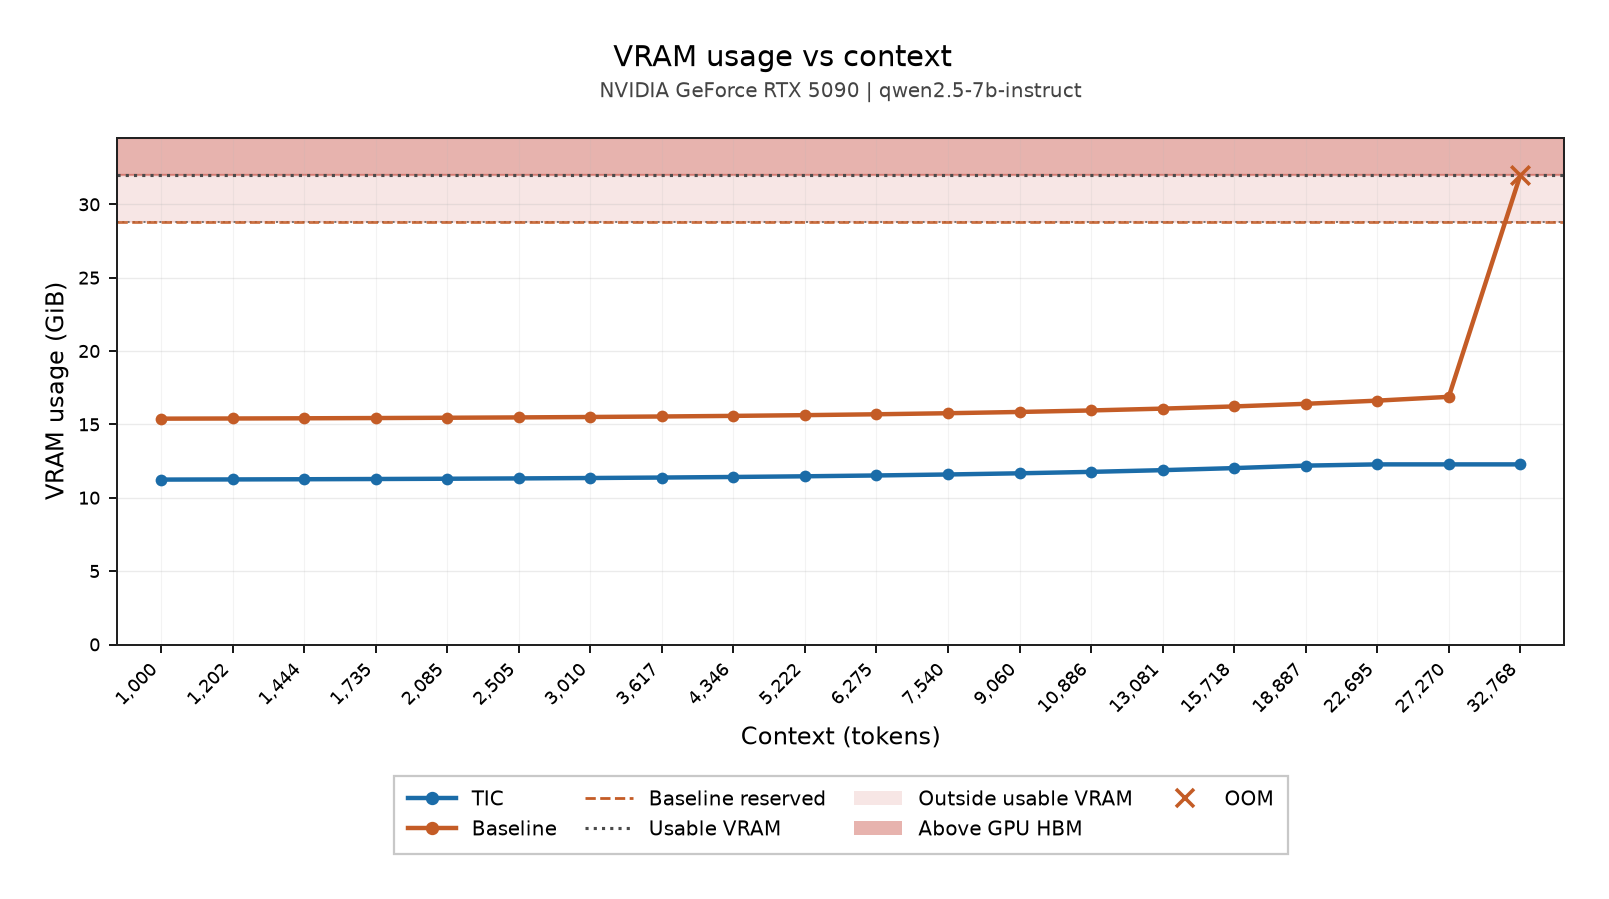 VRAM usage vs context
NVIDIA GeForce RTX 5090 | qwen2.5-7b-instruct
VRAM usage (GiB)
30
25
20
15
10
5
0
1,000 1,202 1,444 1,735 2,085 2,505 3,010 3,617 4,346 5,222 6,275 7,540 9,060 10,886 13,081 15,718 18,887 22,695 27,270 32,768
Context (tokens)
TIC Baseline reserved Outside usable VRAM OOM
Baseline Usable VRAM Above GPU HBM